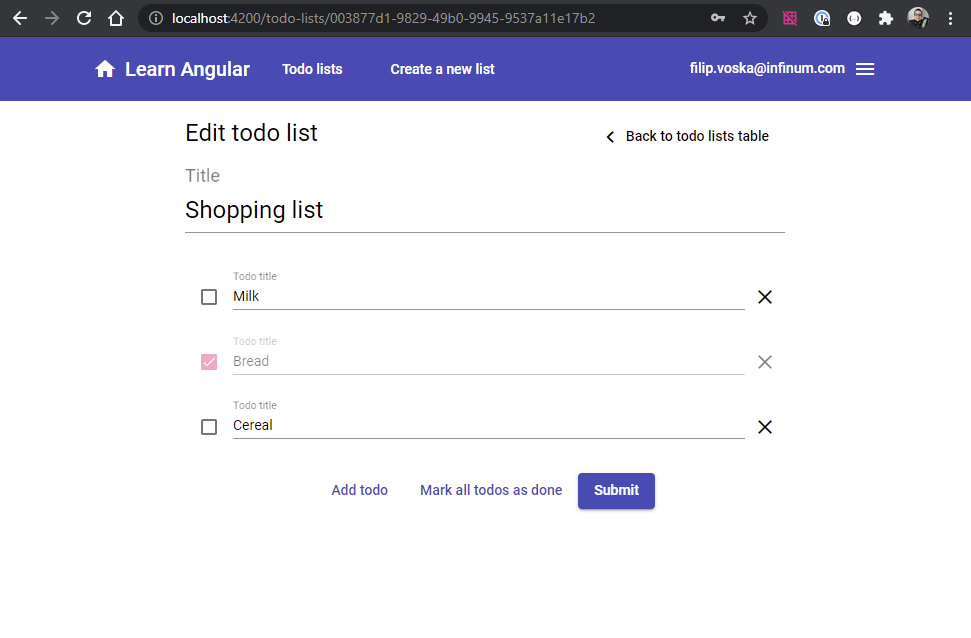 localhost:4200/todo-lists/003877d1-9829-49b0-9945-9537a11e17b2
Learn Angular Todo lists Create a new list filip.voska@infinum.com
Edit todo list Back to todo lists table
Title
Shopping list
Todo title
Milk
Todo title
Bread
Todo title
Cereal
Add todo Mark all todos as done Submit